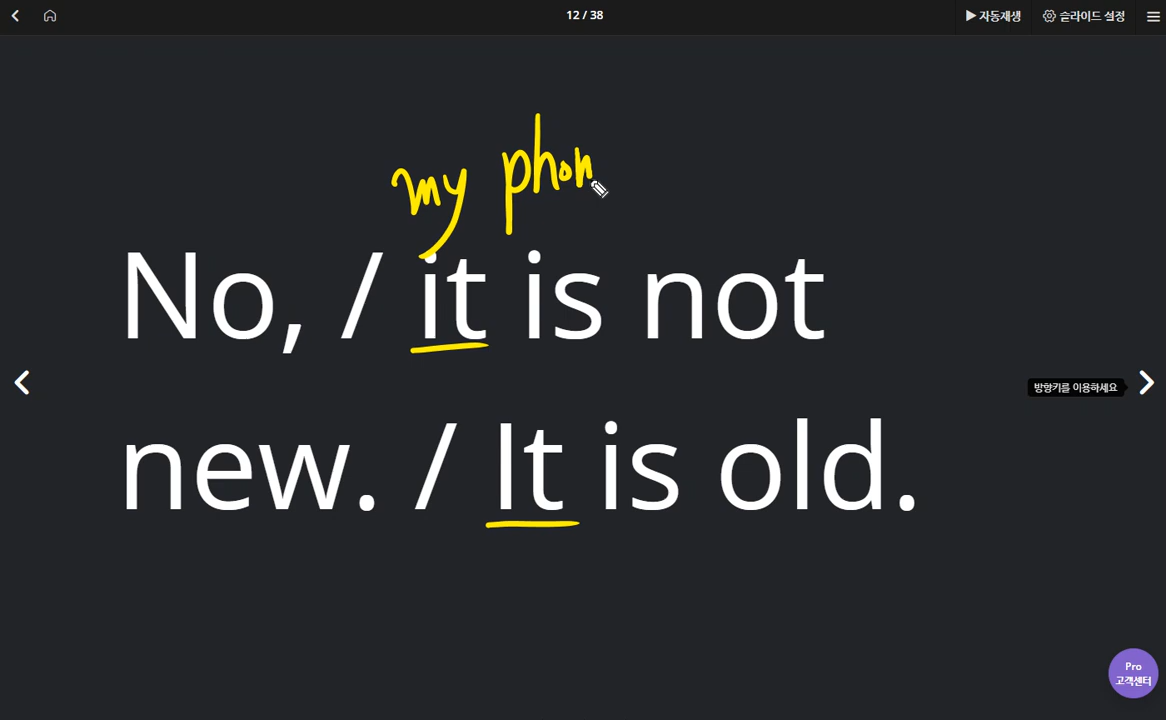 12 / 38
▶ 자동재생
슬라이드 설정
my phon
No, / it is not
방향키를 이용하세요
new. / It is old.
Pro
고객센터